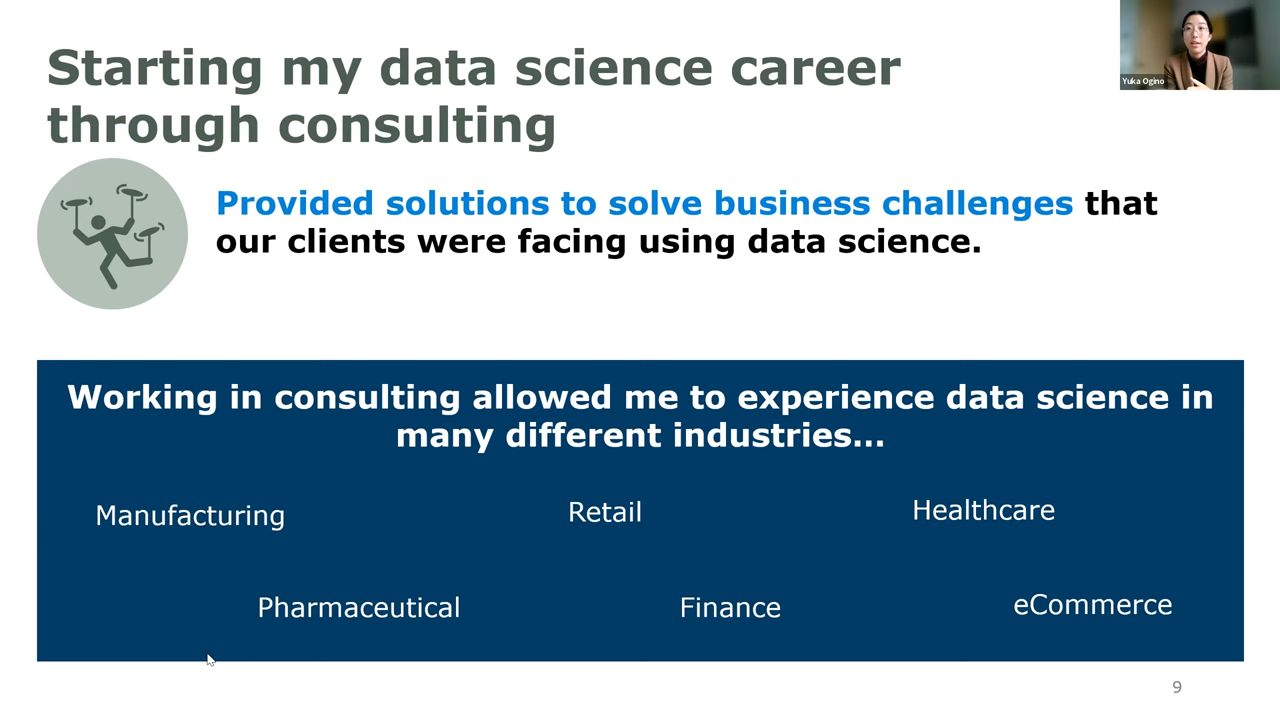 Starting my data science career
through consulting
Yuka Ogino
Provided solutions to solve business challenges that
our clients were facing using data science.
Working in consulting allowed me to experience data science in
many different industries...
Manufacturing
Retail
Healthcare
Pharmaceutical
Finance
eCommerce
9